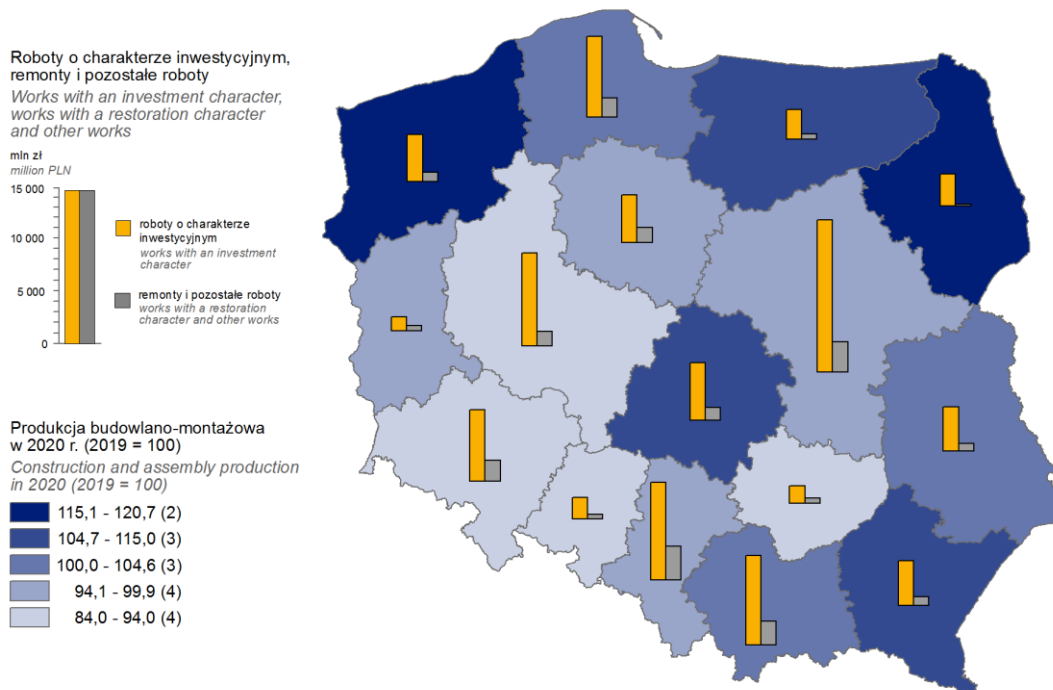 Roboty o charakterze inwestycyjnym,
remonty i pozostałe roboty
Works with an investment character,
works with a restoration character
and other works
mln zł
million PLN
15 000
10 000
5 000
0
roboty o charakterze
inwestycyjnym
works with an investment
character
remonty i pozostałe roboty
works with a restoration
character and other works
Produkcja budowlano-montażowa
w 2020 r. (2019 = 100)
Construction and assembly production
in 2020 (2019 = 100)
115,1 - 120,7 (2)
104,7 - 115,0 (3)
100,0 - 104,6 (3)
94,1 - 99,9 (4)
84,0 - 94,0 (4)